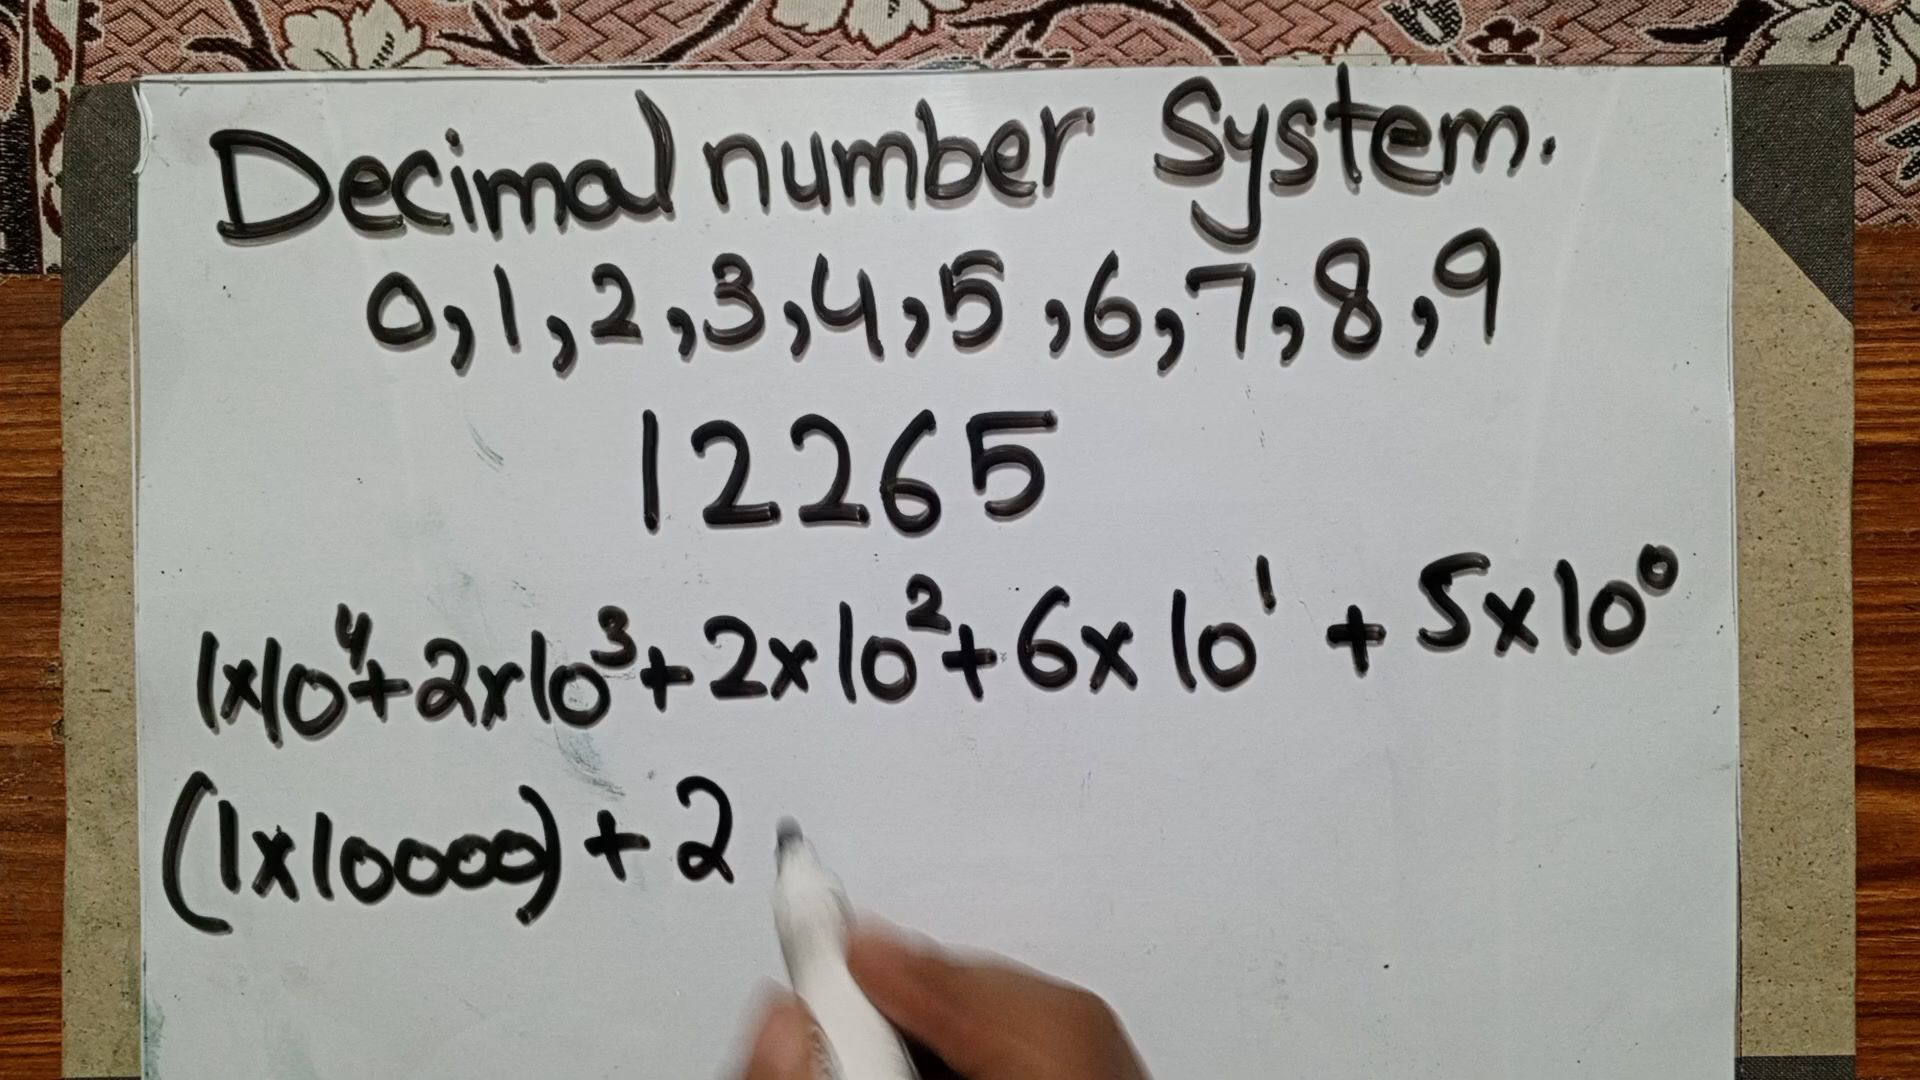 Decimal number System.
0,1,2,3,4,5,6,7,8,9
12265
1x10⁴+2x10³+2x10²+6x10¹+5x10⁰
(1x10000)+2